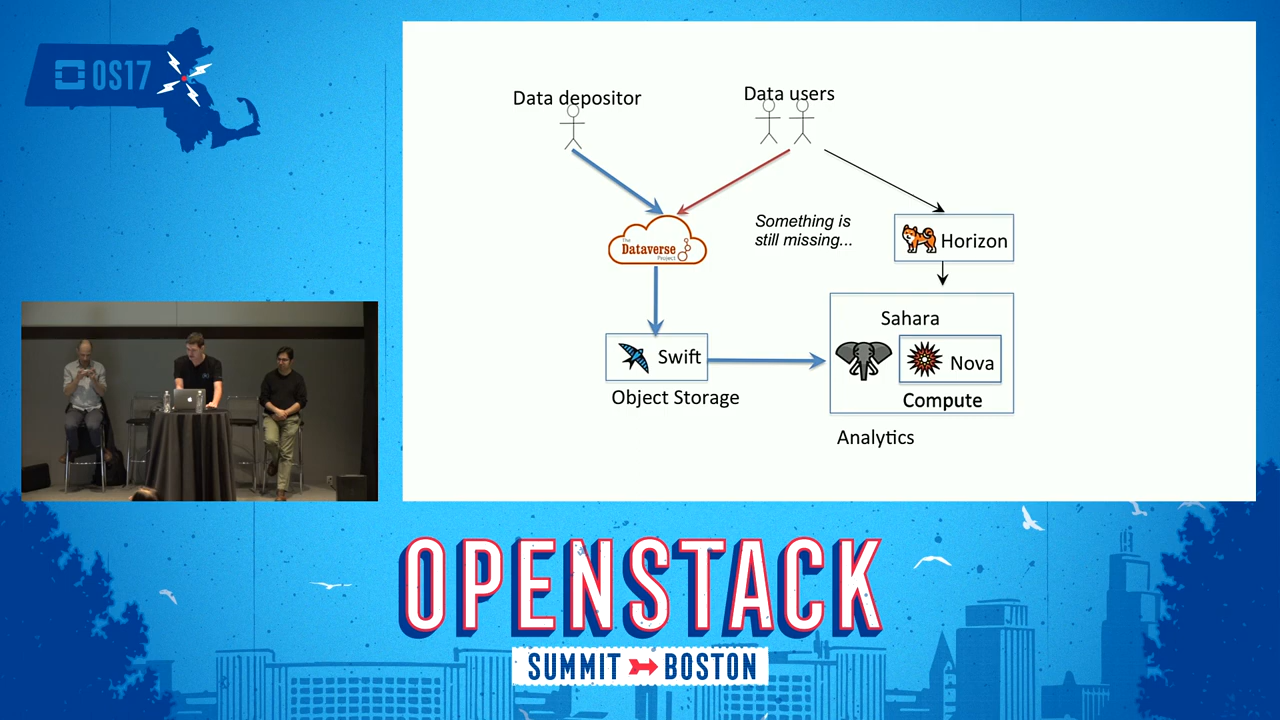 OS17
Data depositor
Data users
The
Dataverse
Project
Something is
still missing...
Horizon
Sahara
Swift
Nova
Object Storage
Compute
Analytics
OPENSTACK
SUMMIT BOSTON